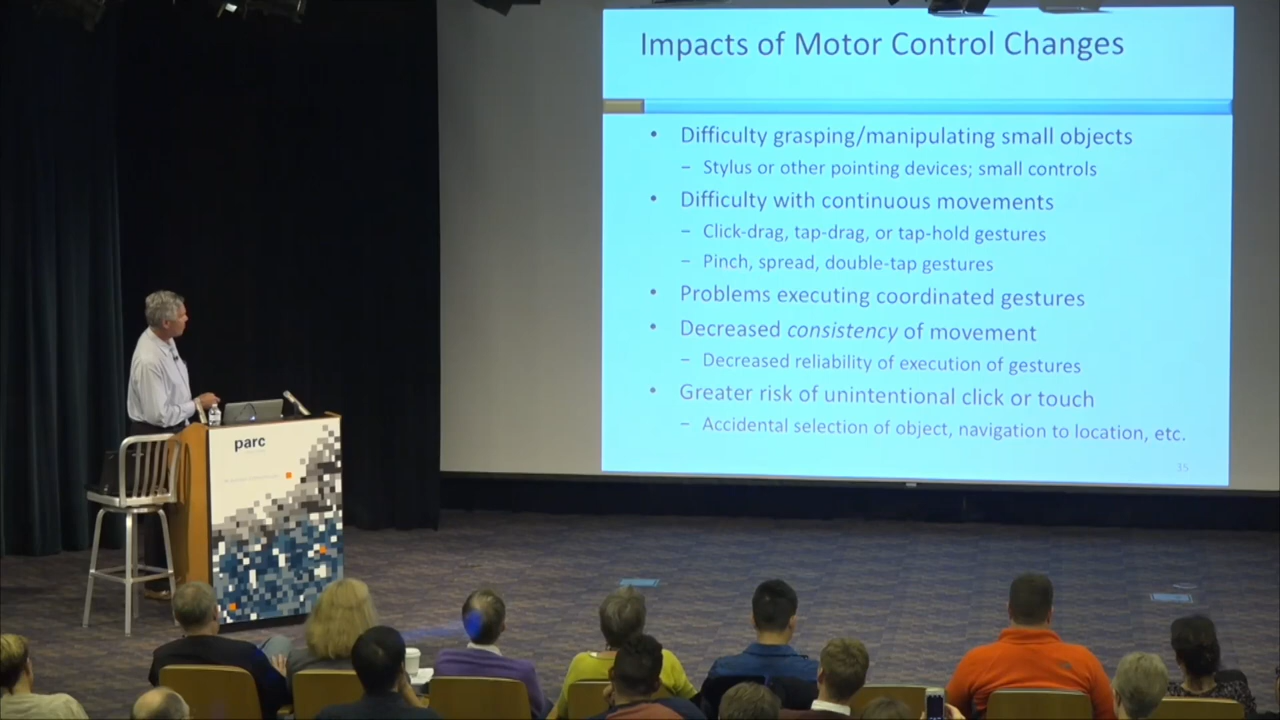 Impacts of Motor Control Changes
• Difficulty grasping/manipulating small objects
– Stylus or other pointing devices; small controls
• Difficulty with continuous movements
– Click-drag, tap-drag, or tap-hold gestures
– Pinch, spread, double-tap gestures
• Problems executing coordinated gestures
• Decreased consistency of movement
– Decreased reliability of execution of gestures
• Greater risk of unintentional click or touch
– Accidental selection of object, navigation to location, etc.
35
parc